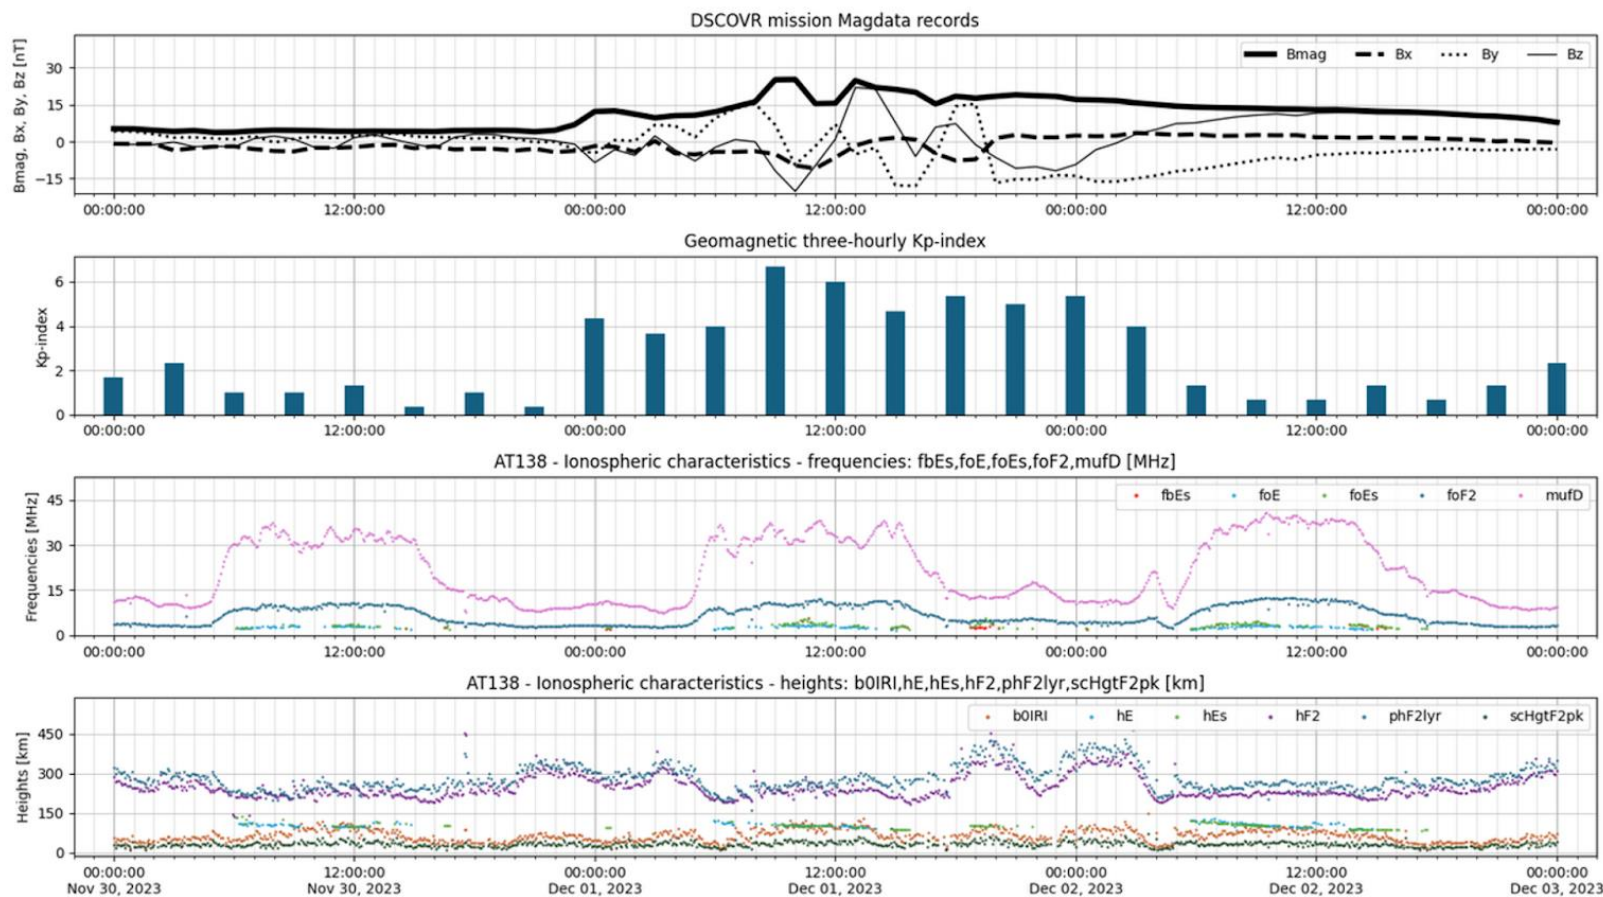 DSCOVR mission Magdata records
Bmag, Bx, By, Bz [nT]
30
15
0
−15
Bmag Bx By Bz
00:00:00 12:00:00 00:00:00 12:00:00 00:00:00 12:00:00 00:00:00
Geomagnetic three-hourly Kp-index
Kp-index
6
4
2
0
00:00:00 12:00:00 00:00:00 12:00:00 00:00:00 12:00:00 00:00:00
AT138 - Ionospheric characteristics - frequencies: fbEs,foE,foEs,foF2,mufD [MHz]
Frequencies [MHz]
45
30
15
0
fbEs foE foEs foF2 mufD
00:00:00 12:00:00 00:00:00 12:00:00 00:00:00 12:00:00 00:00:00
AT138 - Ionospheric characteristics - heights: b0IRI,hE,hEs,hF2,phF2lyr,scHgtF2pk [km]
Heights [km]
450
300
150
0
b0IRI hE hEs hF2 phF2lyr scHgtF2pk
00:00:00 12:00:00 00:00:00 12:00:00 00:00:00 12:00:00 00:00:00
Nov 30, 2023 Nov 30, 2023 Dec 01, 2023 Dec 01, 2023 Dec 02, 2023 Dec 02, 2023 Dec 03, 2023